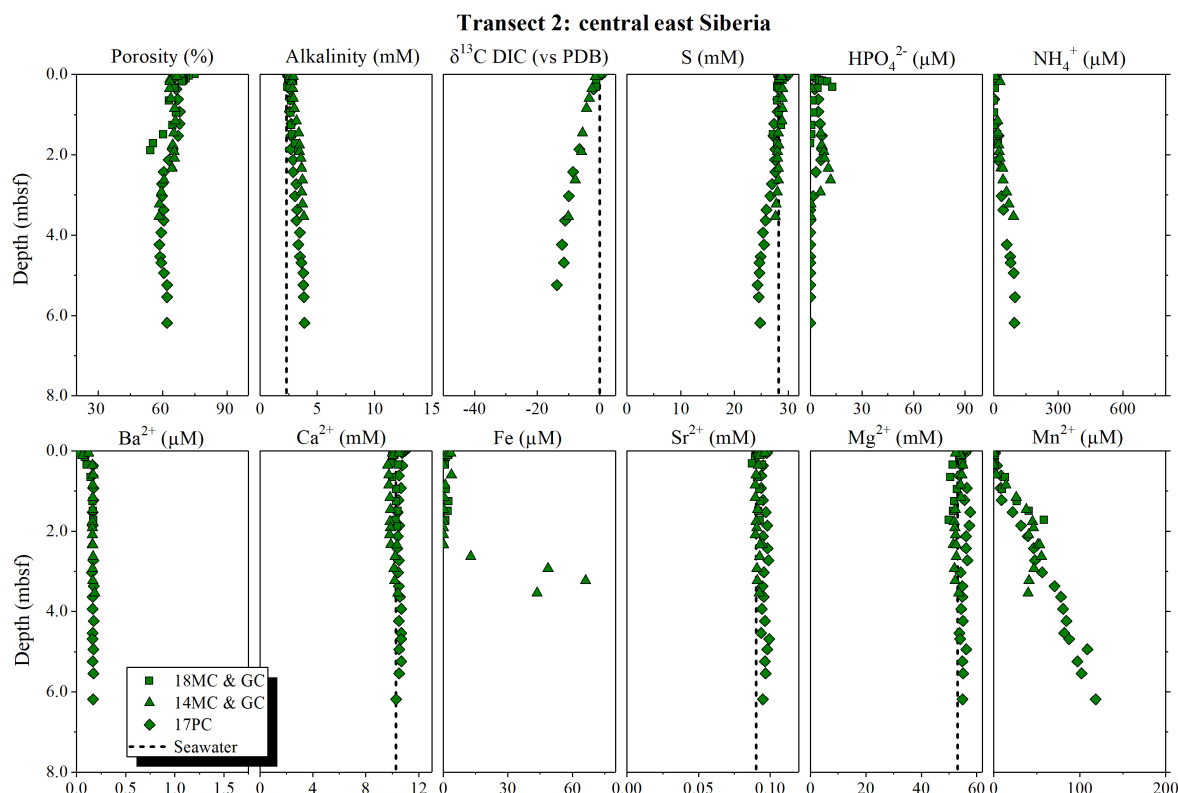 Transect 2: central east Siberia
Porosity (%) Alkalinity (mM) δ¹³C DIC (vs PDB) S (mM) HPO₄²⁻ (µM) NH₄⁺ (µM)
0.0
2.0
4.0
6.0
8.0
Depth (mbsf)
30 60 90 0 5 10 15 -40 -20 0 0 10 20 30 0 30 60 90 0 300 600
Ba²⁺ (µM) Ca²⁺ (mM) Fe (µM) Sr²⁺ (mM) Mg²⁺ (mM) Mn²⁺ (µM)
0.0
2.0
4.0
6.0
8.0
Depth (mbsf)
18MC & GC
14MC & GC
17PC
Seawater
0.0 0.5 1.0 1.5 0 4 8 12 0 20 40 60 80 0.00 0.05 0.10 0 20 40 60 0 50 100 150 200